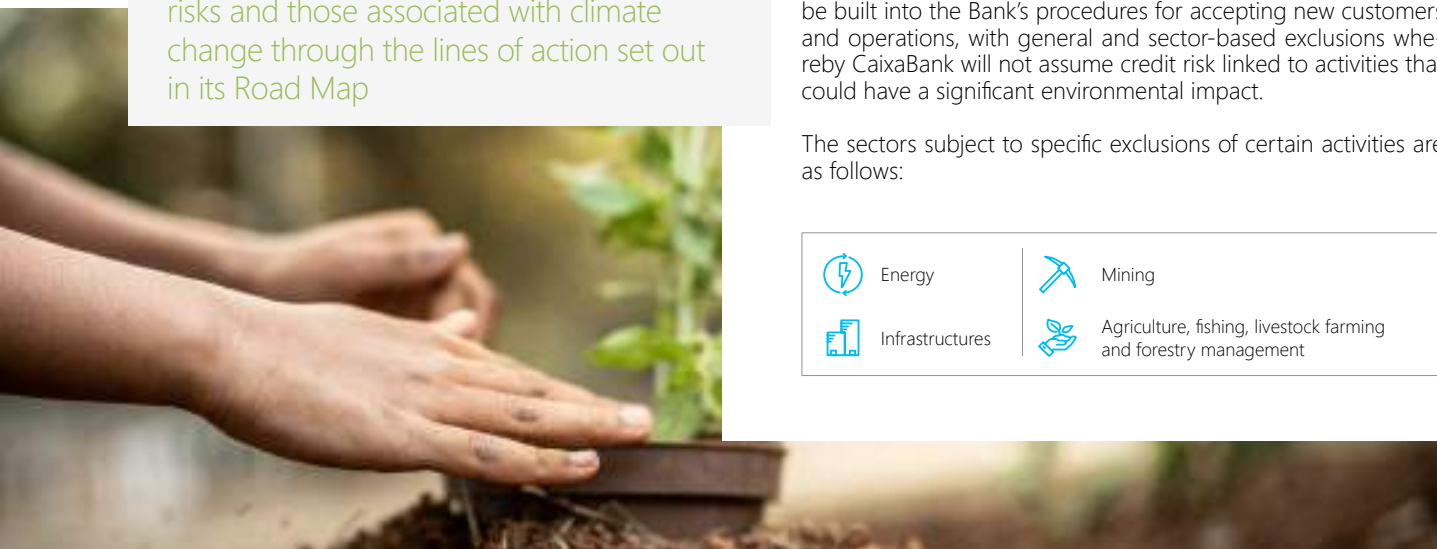 risks and those associated with climate
change through the lines of action set out
in its Road Map
be built into the Bank's procedures for accepting new customers
and operations, with general and sector-based exclusions whe-
reby CaixaBank will not assume credit risk linked to activities that
could have a significant environmental impact.
The sectors subject to specific exclusions of certain activities are
as follows:
Energy
Mining
Infrastructures
Agriculture, fishing, livestock farming
and forestry management